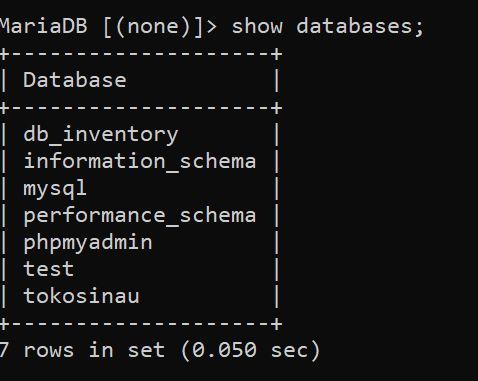 MariaDB [(none)]> show databases;
+--------------------+
| Database           |
+--------------------+
| db_inventory       |
| information_schema |
| mysql              |
| performance_schema |
| phpmyadmin         |
| test               |
| tokosinau          |
+--------------------+
7 rows in set (0.050 sec)